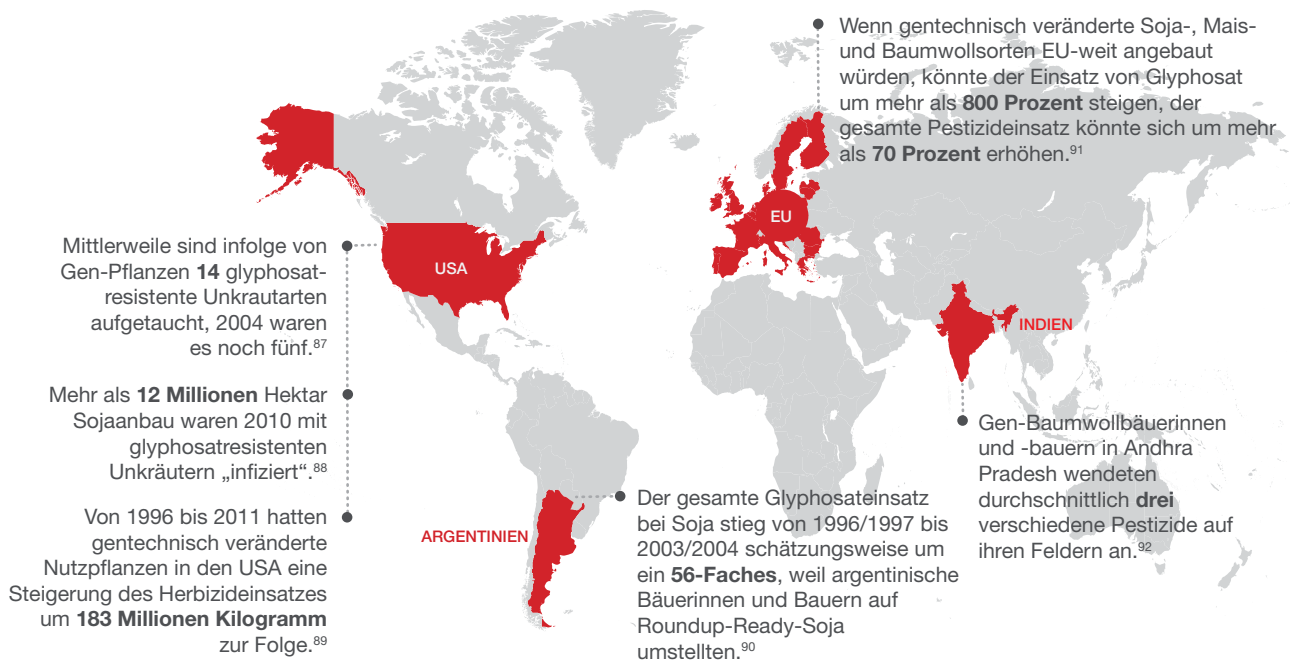 Wenn gentechnisch veränderte Soja-, Mais-
und Baumwollsorten EU-weit angebaut
würden, könnte der Einsatz von Glyphosat
um mehr als 800 Prozent steigen, der
gesamte Pestizideinsatz könnte sich um mehr
als 70 Prozent erhöhen.⁹¹
EU
USA
Mittlerweile sind infolge von
Gen-Pflanzen 14 glyphosat-
resistente Unkrautarten
aufgetaucht, 2004 waren
es noch fünf.⁸⁷
INDIEN
Mehr als 12 Millionen Hektar
Sojaanbau waren 2010 mit
glyphosatresistenten
Unkräutern „infiziert“.⁸⁸
Gen-Baumwollbäuerinnen
und -bauern in Andhra
Pradesh wendeten
durchschnittlich drei
verschiedene Pestizide auf
ihren Feldern an.⁹²
Von 1996 bis 2011 hatten
gentechnisch veränderte
Nutzpflanzen in den USA eine
Steigerung des Herbizideinsatzes
um 183 Millionen Kilogramm
zur Folge.⁸⁹
ARGENTINIEN
Der gesamte Glyphosateinsatz
bei Soja stieg von 1996/1997 bis
2003/2004 schätzungsweise um
ein 56-Faches, weil argentinische
Bäuerinnen und Bauern auf
Roundup-Ready-Soja
umstellten.⁹⁰